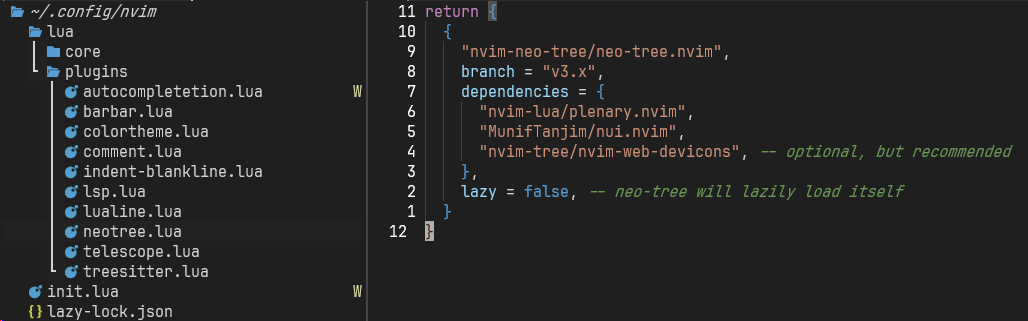 ~/.config/nvim
lua
core
plugins
autocompletetion.lua W
barbar.lua
colortheme.lua
comment.lua
indent-blankline.lua
lsp.lua
lualine.lua
neotree.lua
telescope.lua
treesitter.lua
init.lua W
{} lazy-lock.json
11 return {
10 {
9 "nvim-neo-tree/neo-tree.nvim",
8 branch = "v3.x",
7 dependencies = {
6 "nvim-lua/plenary.nvim",
5 "MunifTanjim/nui.nvim",
4 "nvim-tree/nvim-web-devicons", -- optional, but recommended
3 },
2 lazy = false, -- neo-tree will lazily load itself
1 }
12 }